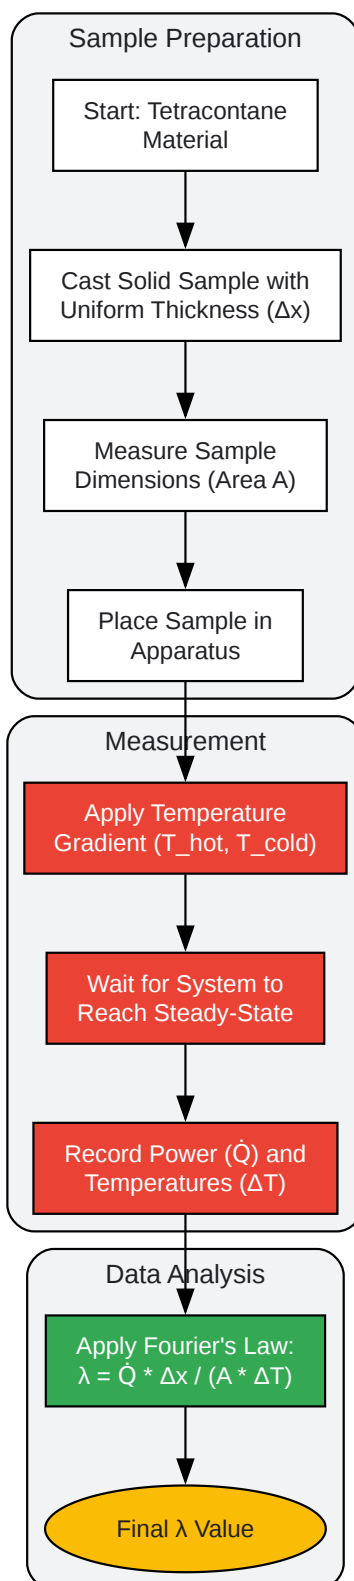 Sample Preparation
Start: Tetracontane
Material
Cast Solid Sample with
Uniform Thickness (Δx)
Measure Sample
Dimensions (Area A)
Place Sample in
Apparatus
Measurement
Apply Temperature
Gradient (T_hot, T_cold)
Wait for System to
Reach Steady-State
Record Power (Q̇) and
Temperatures (ΔT)
Data Analysis
Apply Fourier's Law:
λ = Q̇ * Δx / (A * ΔT)
Final λ Value